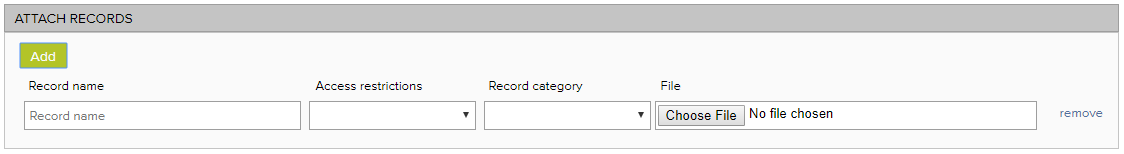 ATTACH RECORDS
Add
Record name Access restrictions Record category File
Record name Choose File No file chosen remove